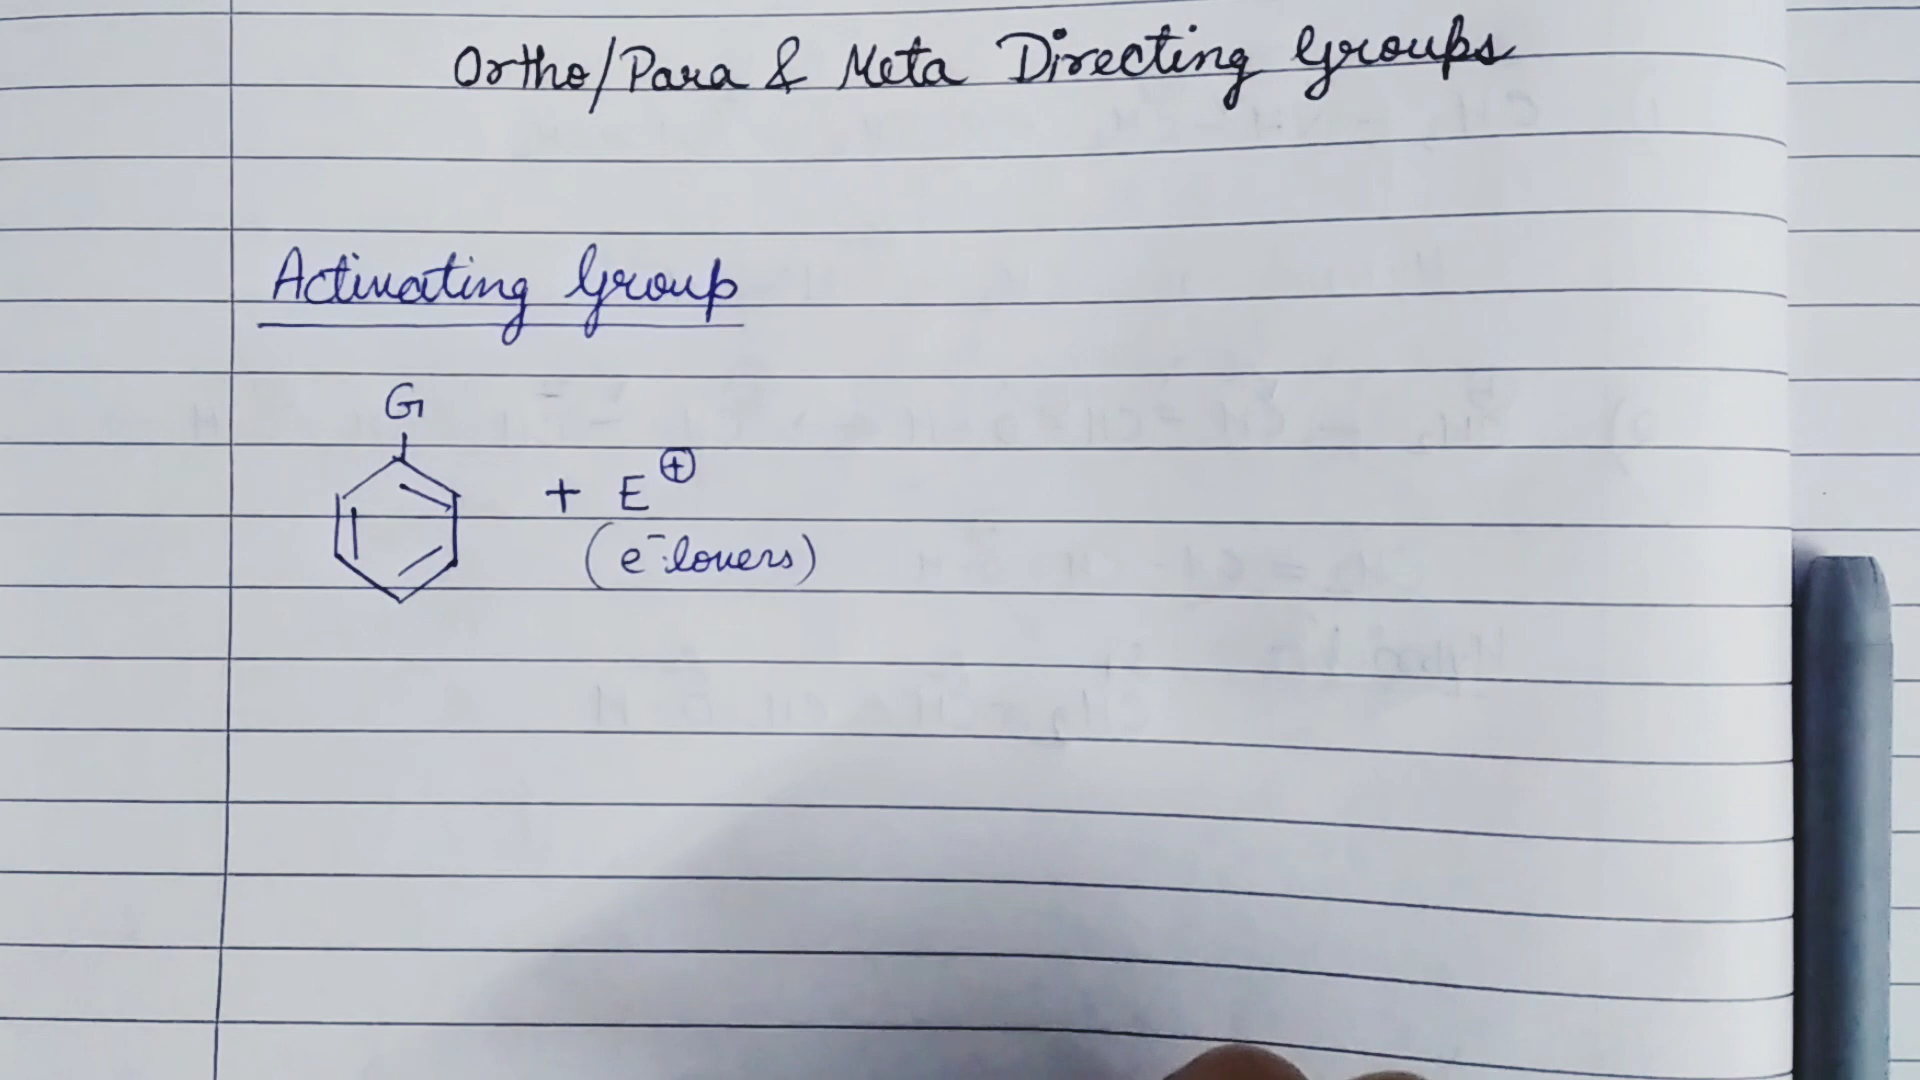 Ortho/Para & Meta Directing Groups
Activating Group
G
+ E⊕
(e⁻ lovers)